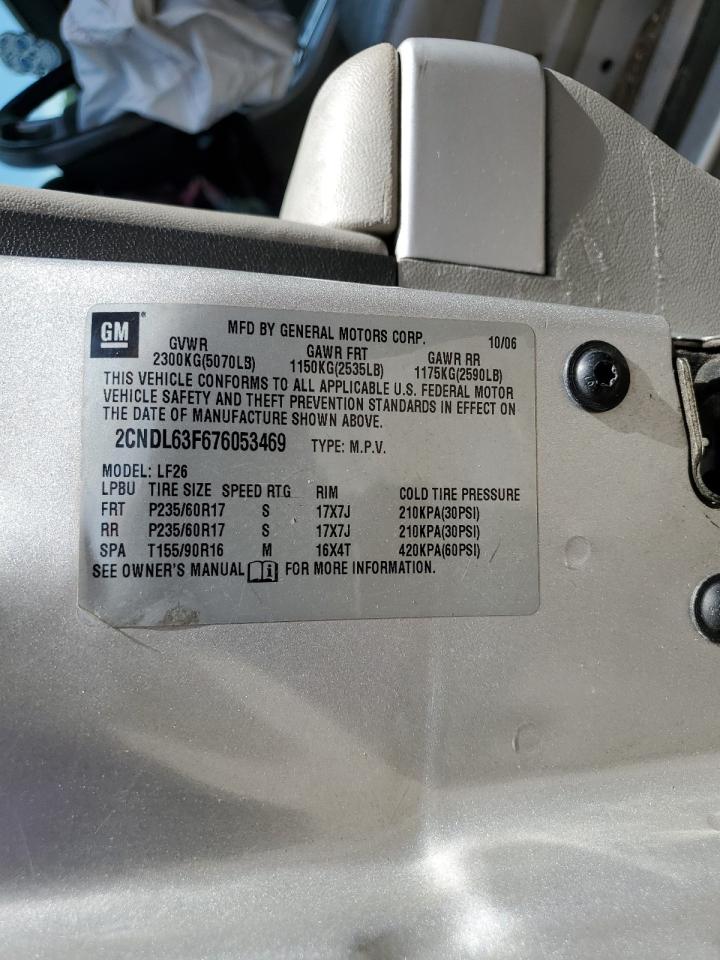 GM
MFD BY GENERAL MOTORS CORP. 10/06
GVWR GAWR FRT GAWR RR
2300KG(5070LB) 1150KG(2535LB) 1175KG(2590LB)
THIS VEHICLE CONFORMS TO ALL APPLICABLE U.S. FEDERAL MOTOR
VEHICLE SAFETY AND THEFT PREVENTION STANDARDS IN EFFECT ON
THE DATE OF MANUFACTURE SHOWN ABOVE.
2CNDL63F676053469 TYPE: M.P.V.
MODEL: LF26
LPBU TIRE SIZE SPEED RTG RIM COLD TIRE PRESSURE
FRT P235/60R17 S 17X7J 210KPA(30PSI)
RR P235/60R17 S 17X7J 210KPA(30PSI)
SPA T155/90R16 M 16X4T 420KPA(60PSI)
SEE OWNER'S MANUAL FOR MORE INFORMATION.